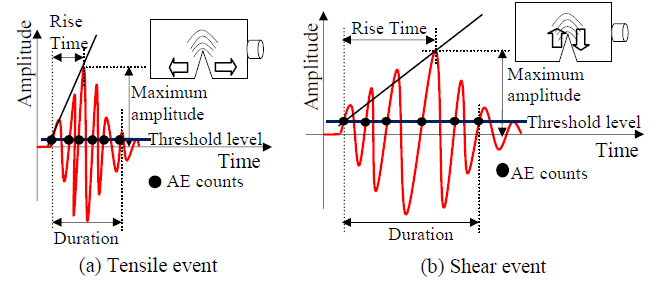 Rise
Time
Amplitude
Maximum
amplitude
Threshold level
Time
AE counts
Duration
(a) Tensile event
Amplitude
Rise Time
Maximum
amplitude
Threshold level
Time
AE counts
Duration
(b) Shear event